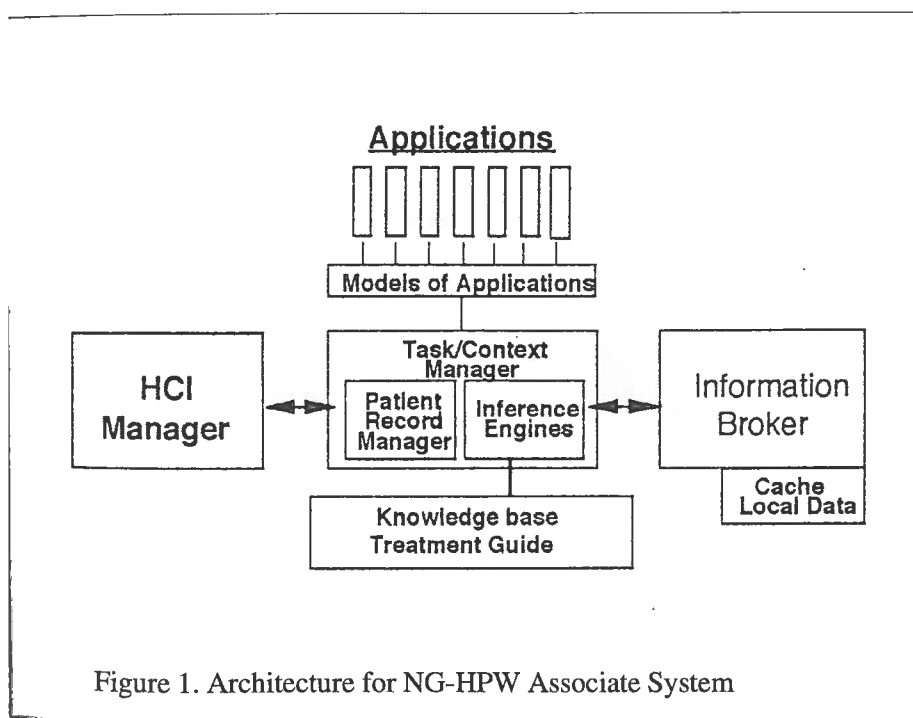 Applications
Models of Applications
Task/Context
Manager
HCI
Manager
Patient
Record
Manager
Inference
Engines
Information
Broker
Cache
Local Data
Knowledge base
Treatment Guide
Figure 1. Architecture for NG-HPW Associate System